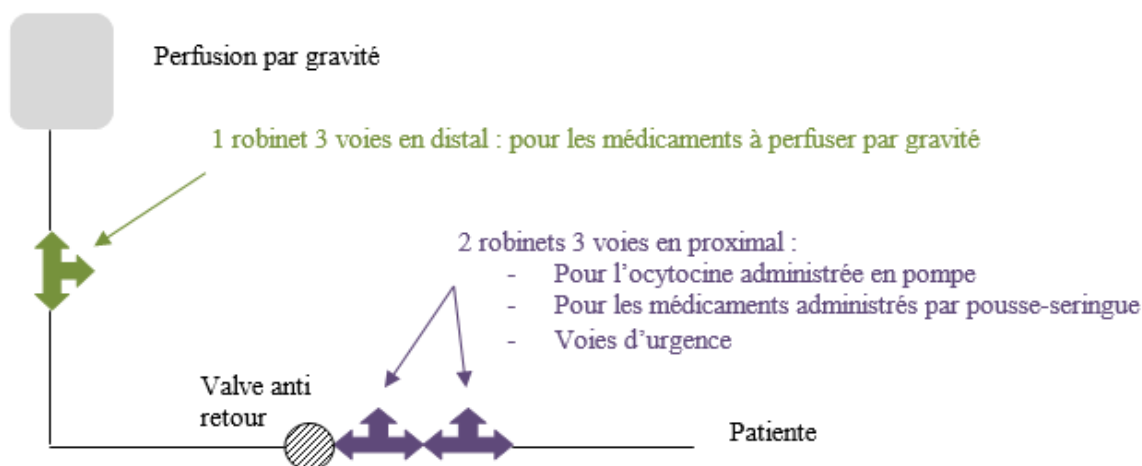 Perfusion par gravité
1 robinet 3 voies en distal : pour les médicaments à perfuser par gravité
2 robinets 3 voies en proximal :
- Pour l'ocytocine administrée en pompe
- Pour les médicaments administrés par pousse-seringue
- Voies d'urgence
Valve anti
retour
Patiente